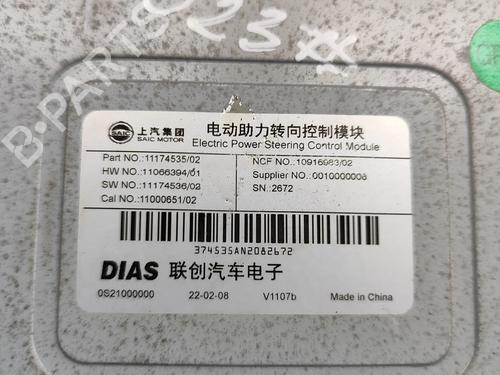 23#
B-PARTS
SAIC
上汽集团
SAIC MOTOR
电动助力转向控制模块
Electric Power Steering Control Module
Part NO.:11174535/02
NCF NO.:10916983/02
HW NO.:11066394/01
Supplier NO.:0010000008
SW NO.:11174536/02
SN.:2672
Cal NO.:11000651/02
374535AN2082672
DIAS 联创汽车电子
0S21000000
22-02-08
V1107b
Made in China